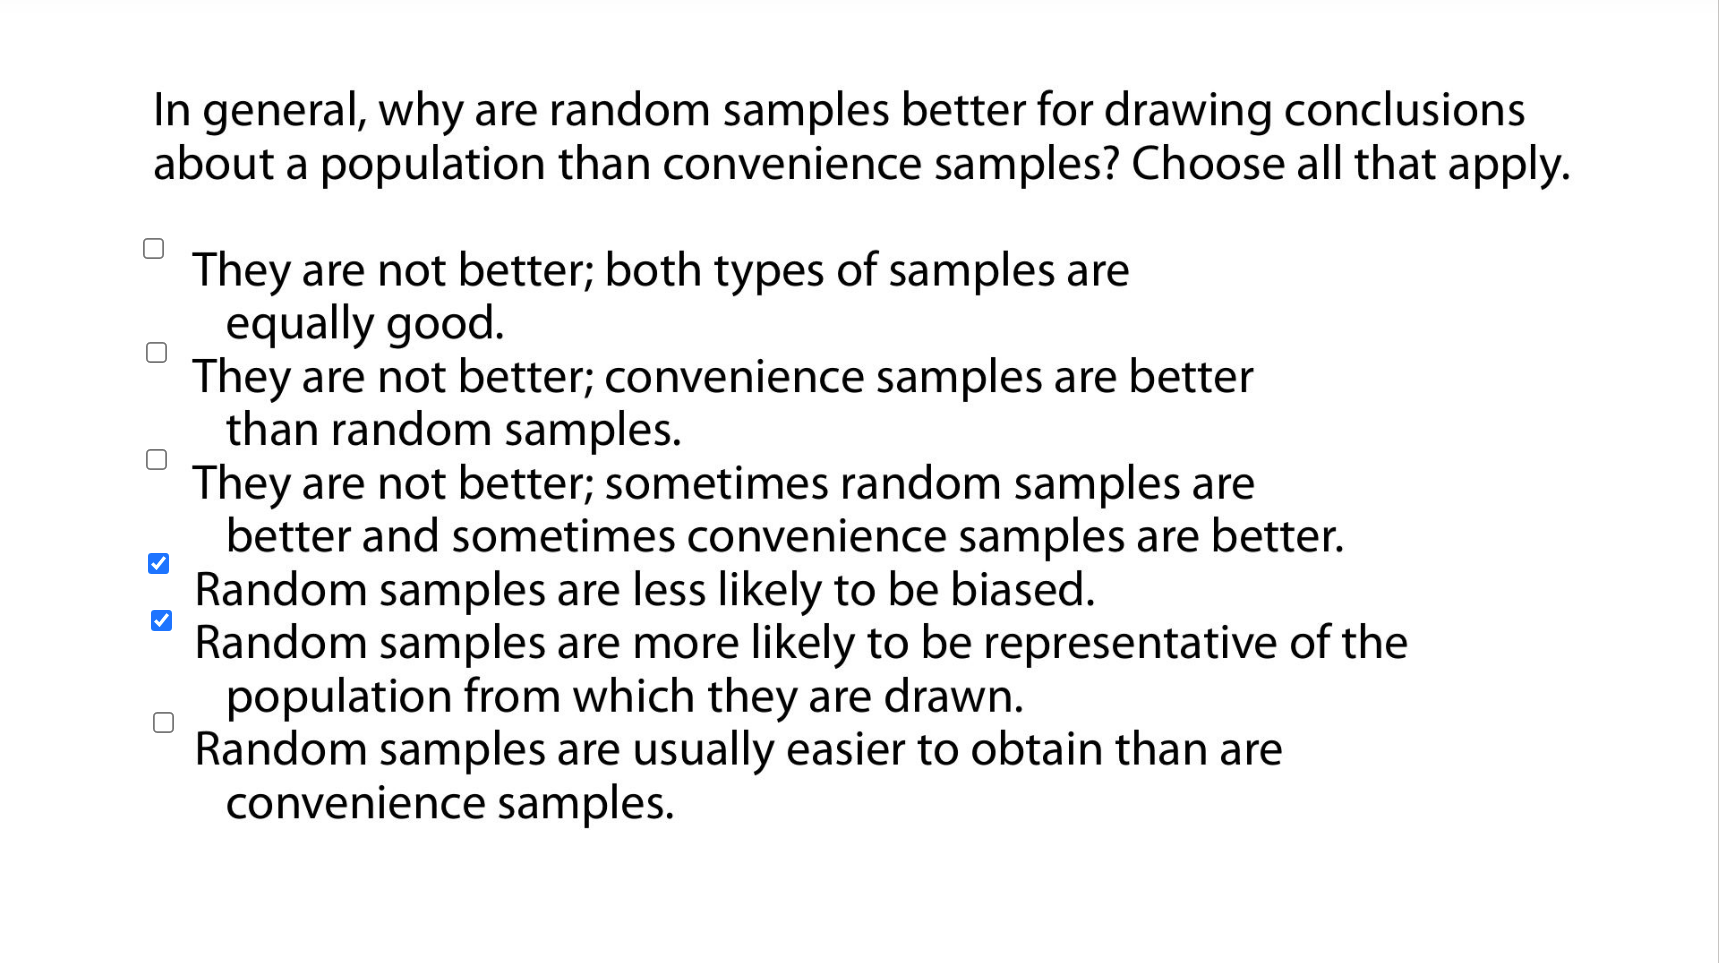 In general, why are random samples better for drawing conclusions
about a population than convenience samples? Choose all that apply.
They are not better; both types of samples are
equally good.
They are not better; convenience samples are better
than random samples.
They are not better; sometimes random samples are
better and sometimes convenience samples are better.
Random samples are less likely to be biased.
Random samples are more likely to be representative of the
population from which they are drawn.
Random samples are usually easier to obtain than are
convenience samples.